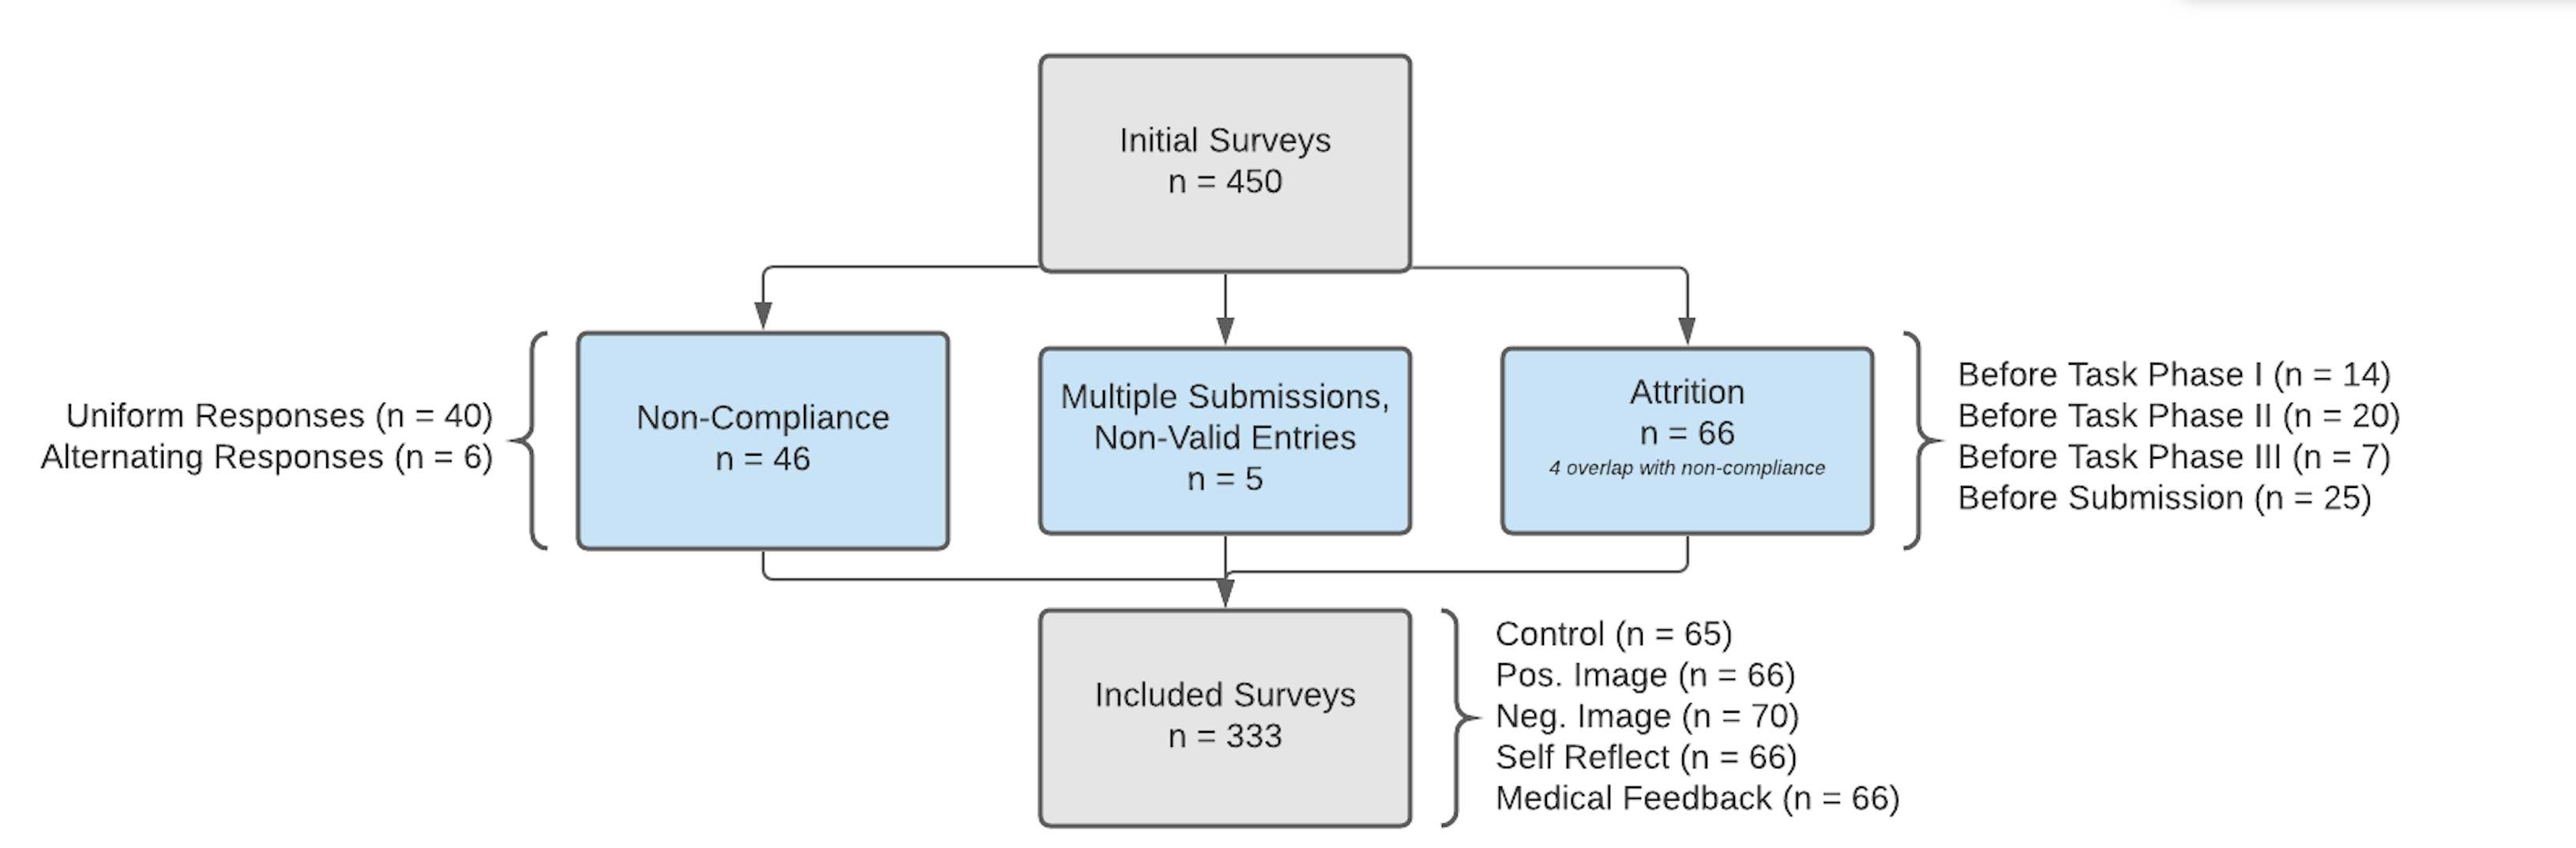 Initial Surveys
n = 450
Uniform Responses (n = 40)
Alternating Responses (n = 6)
Non-Compliance
n = 46
Multiple Submissions,
Non-Valid Entries
n = 5
Attrition
n = 66
4 overlap with non-compliance
Before Task Phase I (n = 14)
Before Task Phase II (n = 20)
Before Task Phase III (n = 7)
Before Submission (n = 25)
Included Surveys
n = 333
Control (n = 65)
Pos. Image (n = 66)
Neg. Image (n = 70)
Self Reflect (n = 66)
Medical Feedback (n = 66)